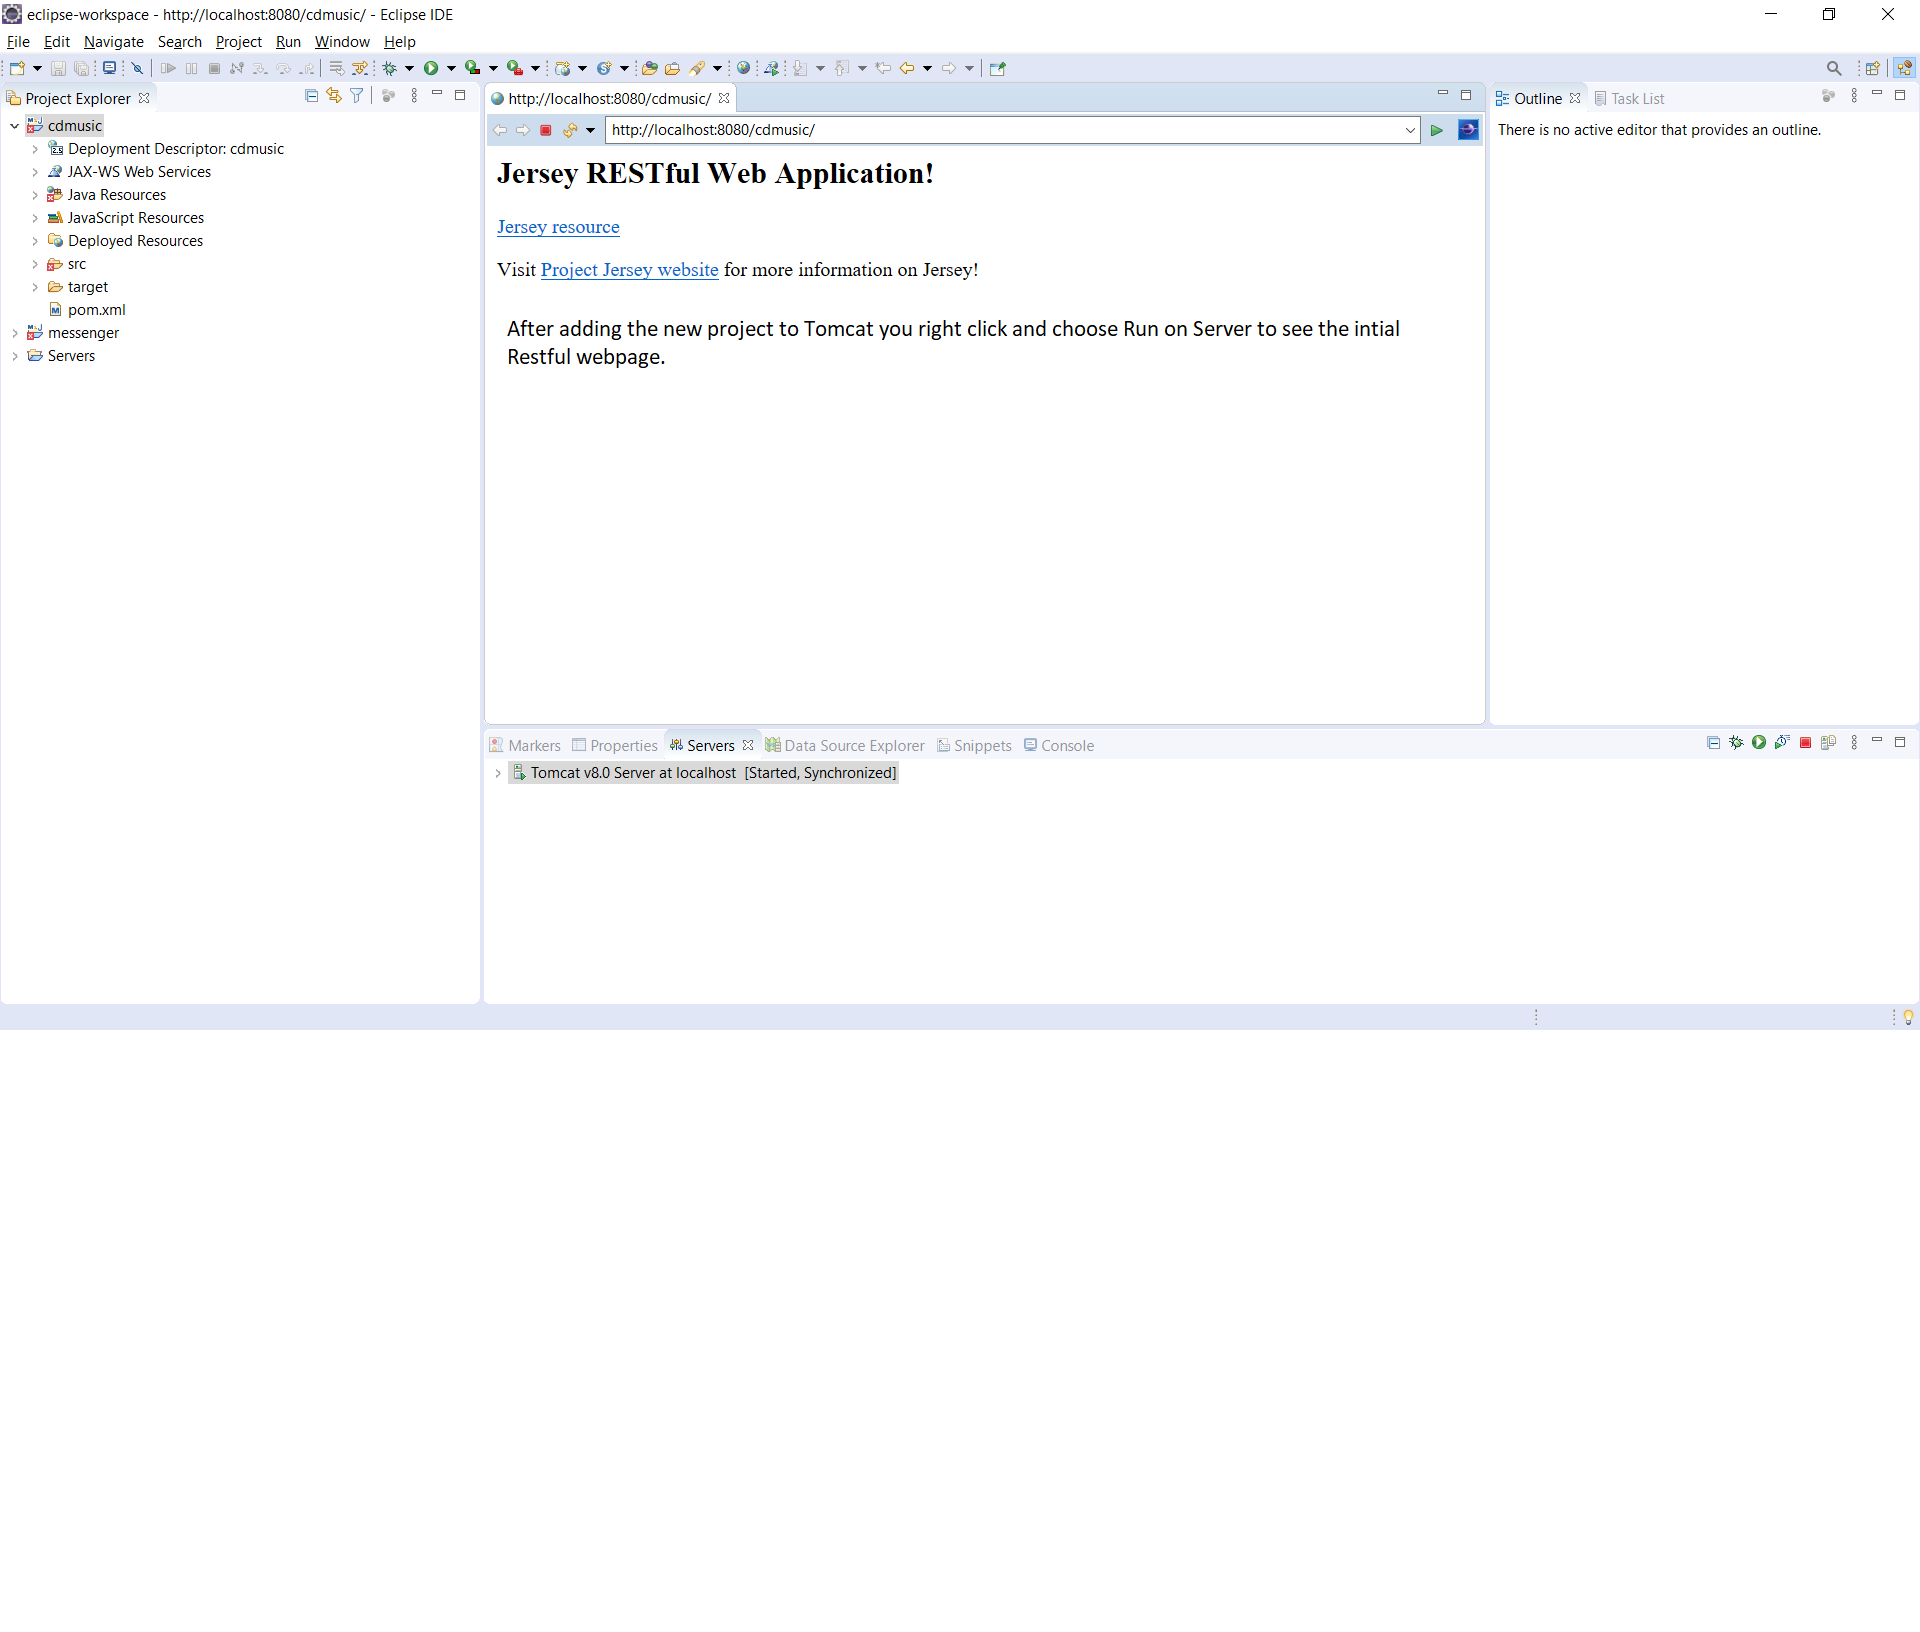 eclipse-workspace - http://localhost:8080/cdmusic/ - Eclipse IDE
File Edit Navigate Search Project Run Window Help
Project Explorer
cdmusic
Deployment Descriptor: cdmusic
JAX-WS Web Services
Java Resources
JavaScript Resources
Deployed Resources
src
target
pom.xml
messenger
Servers
http://localhost:8080/cdmusic/
http://localhost:8080/cdmusic/
Jersey RESTful Web Application!
Jersey resource
Visit Project Jersey website for more information on Jersey!
After adding the new project to Tomcat you right click and choose Run on Server to see the intial
Restful webpage.
Outline Task List
There is no active editor that provides an outline.
Markers Properties Servers Data Source Explorer Snippets Console
Tomcat v8.0 Server at localhost [Started, Synchronized]